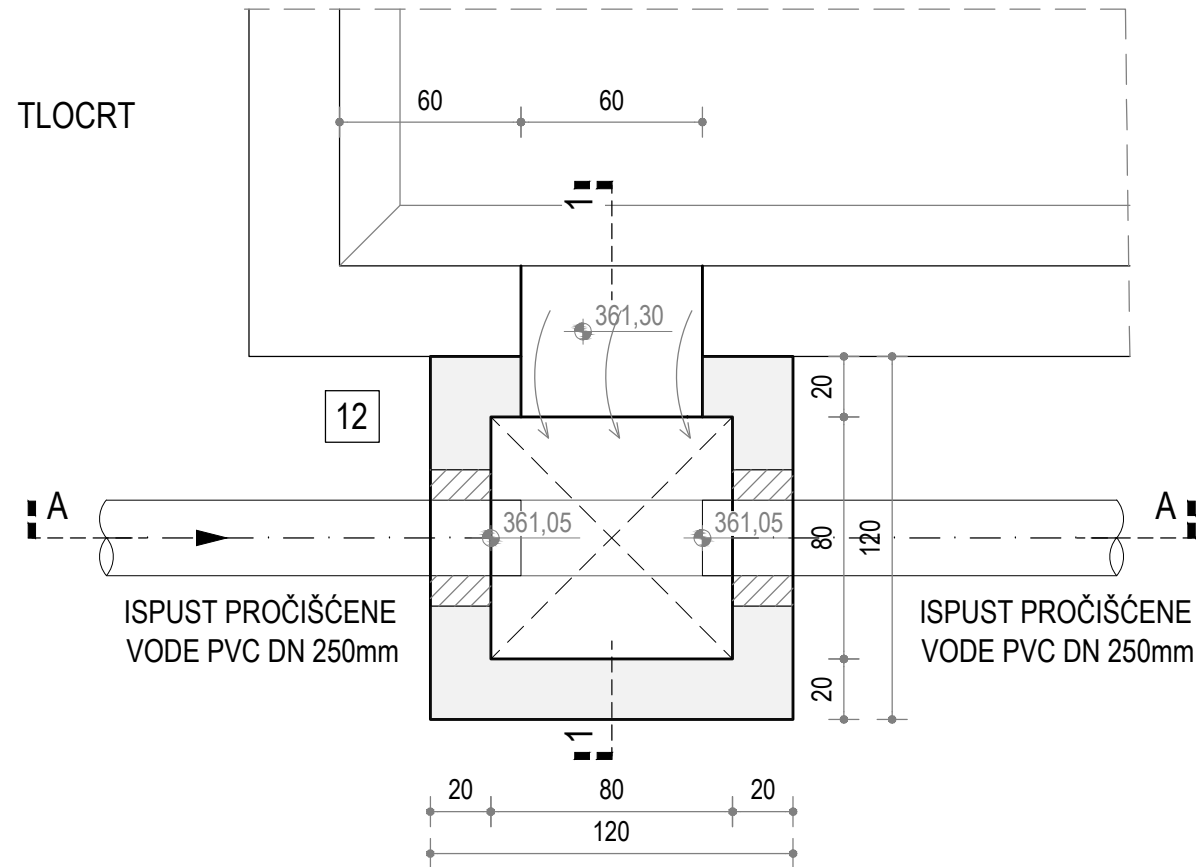 60
60
TLOCRT
1
361,30
20
12
A
361,05
361,05
80
120
A
ISPUST PROČIŠĆENE
VODE PVC DN 250mm
ISPUST PROČIŠĆENE
VODE PVC DN 250mm
20
1
20
80
20
120